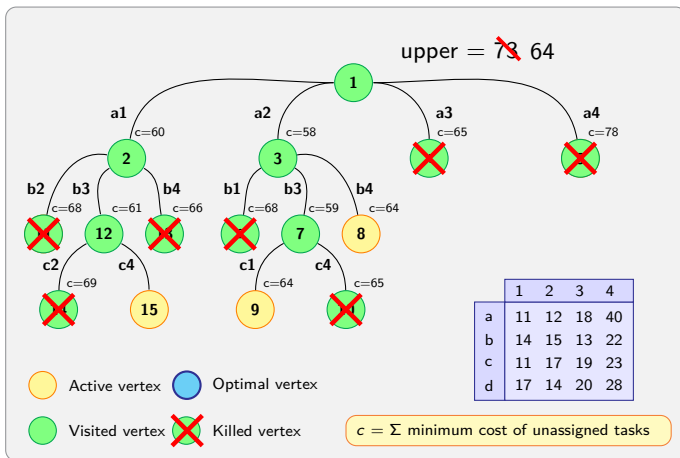 upper = 73 64
1
a1 a2 a3 a4
c=60 c=58 c=65 c=78
2 3
b2 b3 b4 b1 b3 b4
c=68 c=61 c=66 c=68 c=59 c=64
12 7 8
c2 c4 c1 c4
c=69 c=64 c=65
15 9
1 2 3 4
a 11 12 18 40
b 14 15 13 22
c 11 17 19 23
d 17 14 20 28
Active vertex Optimal vertex
Visited vertex Killed vertex
c = Σ minimum cost of unassigned tasks